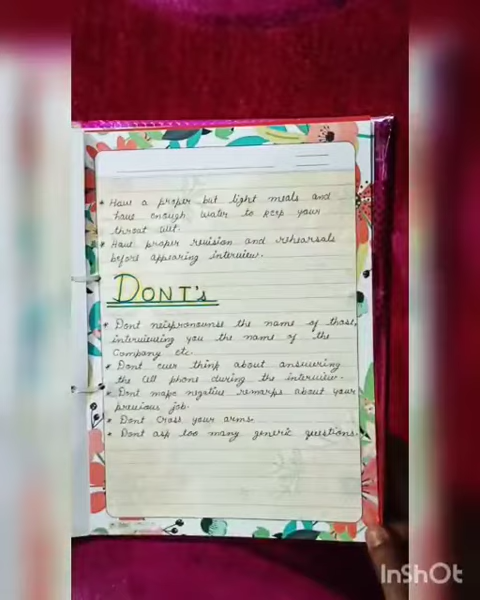 * Have a proper but light meals and
have enough water to keep your
throat wet.
* Have proper revision and rehearsals
before appearing interview.
DONT's
* Dont mispronounse the name of those,
interviewing you the name of the
Company etc.
* Dont ever think about answering
the cell phone during the interview.
* Dont make negative remarks about your
previous job.
* Dont cross your arms.
* Dont ask too many generic questions.
InShOt